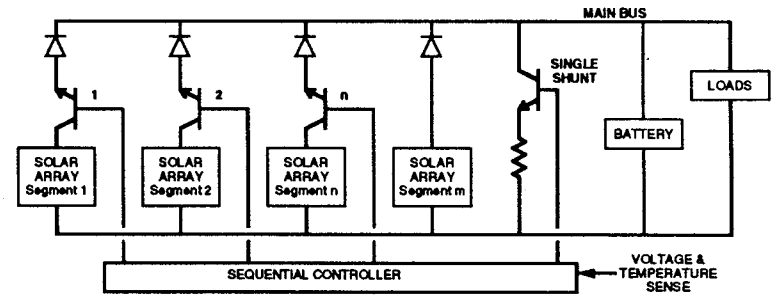 MAIN BUS
SINGLE
SHUNT
1
2
n
LOADS
BATTERY
SOLAR
ARRAY
Segment 1
SOLAR
ARRAY
Segment 2
SOLAR
ARRAY
Segment n
SOLAR
ARRAY
Segment m
SEQUENTIAL CONTROLLER
VOLTAGE &
TEMPERATURE
SENSE